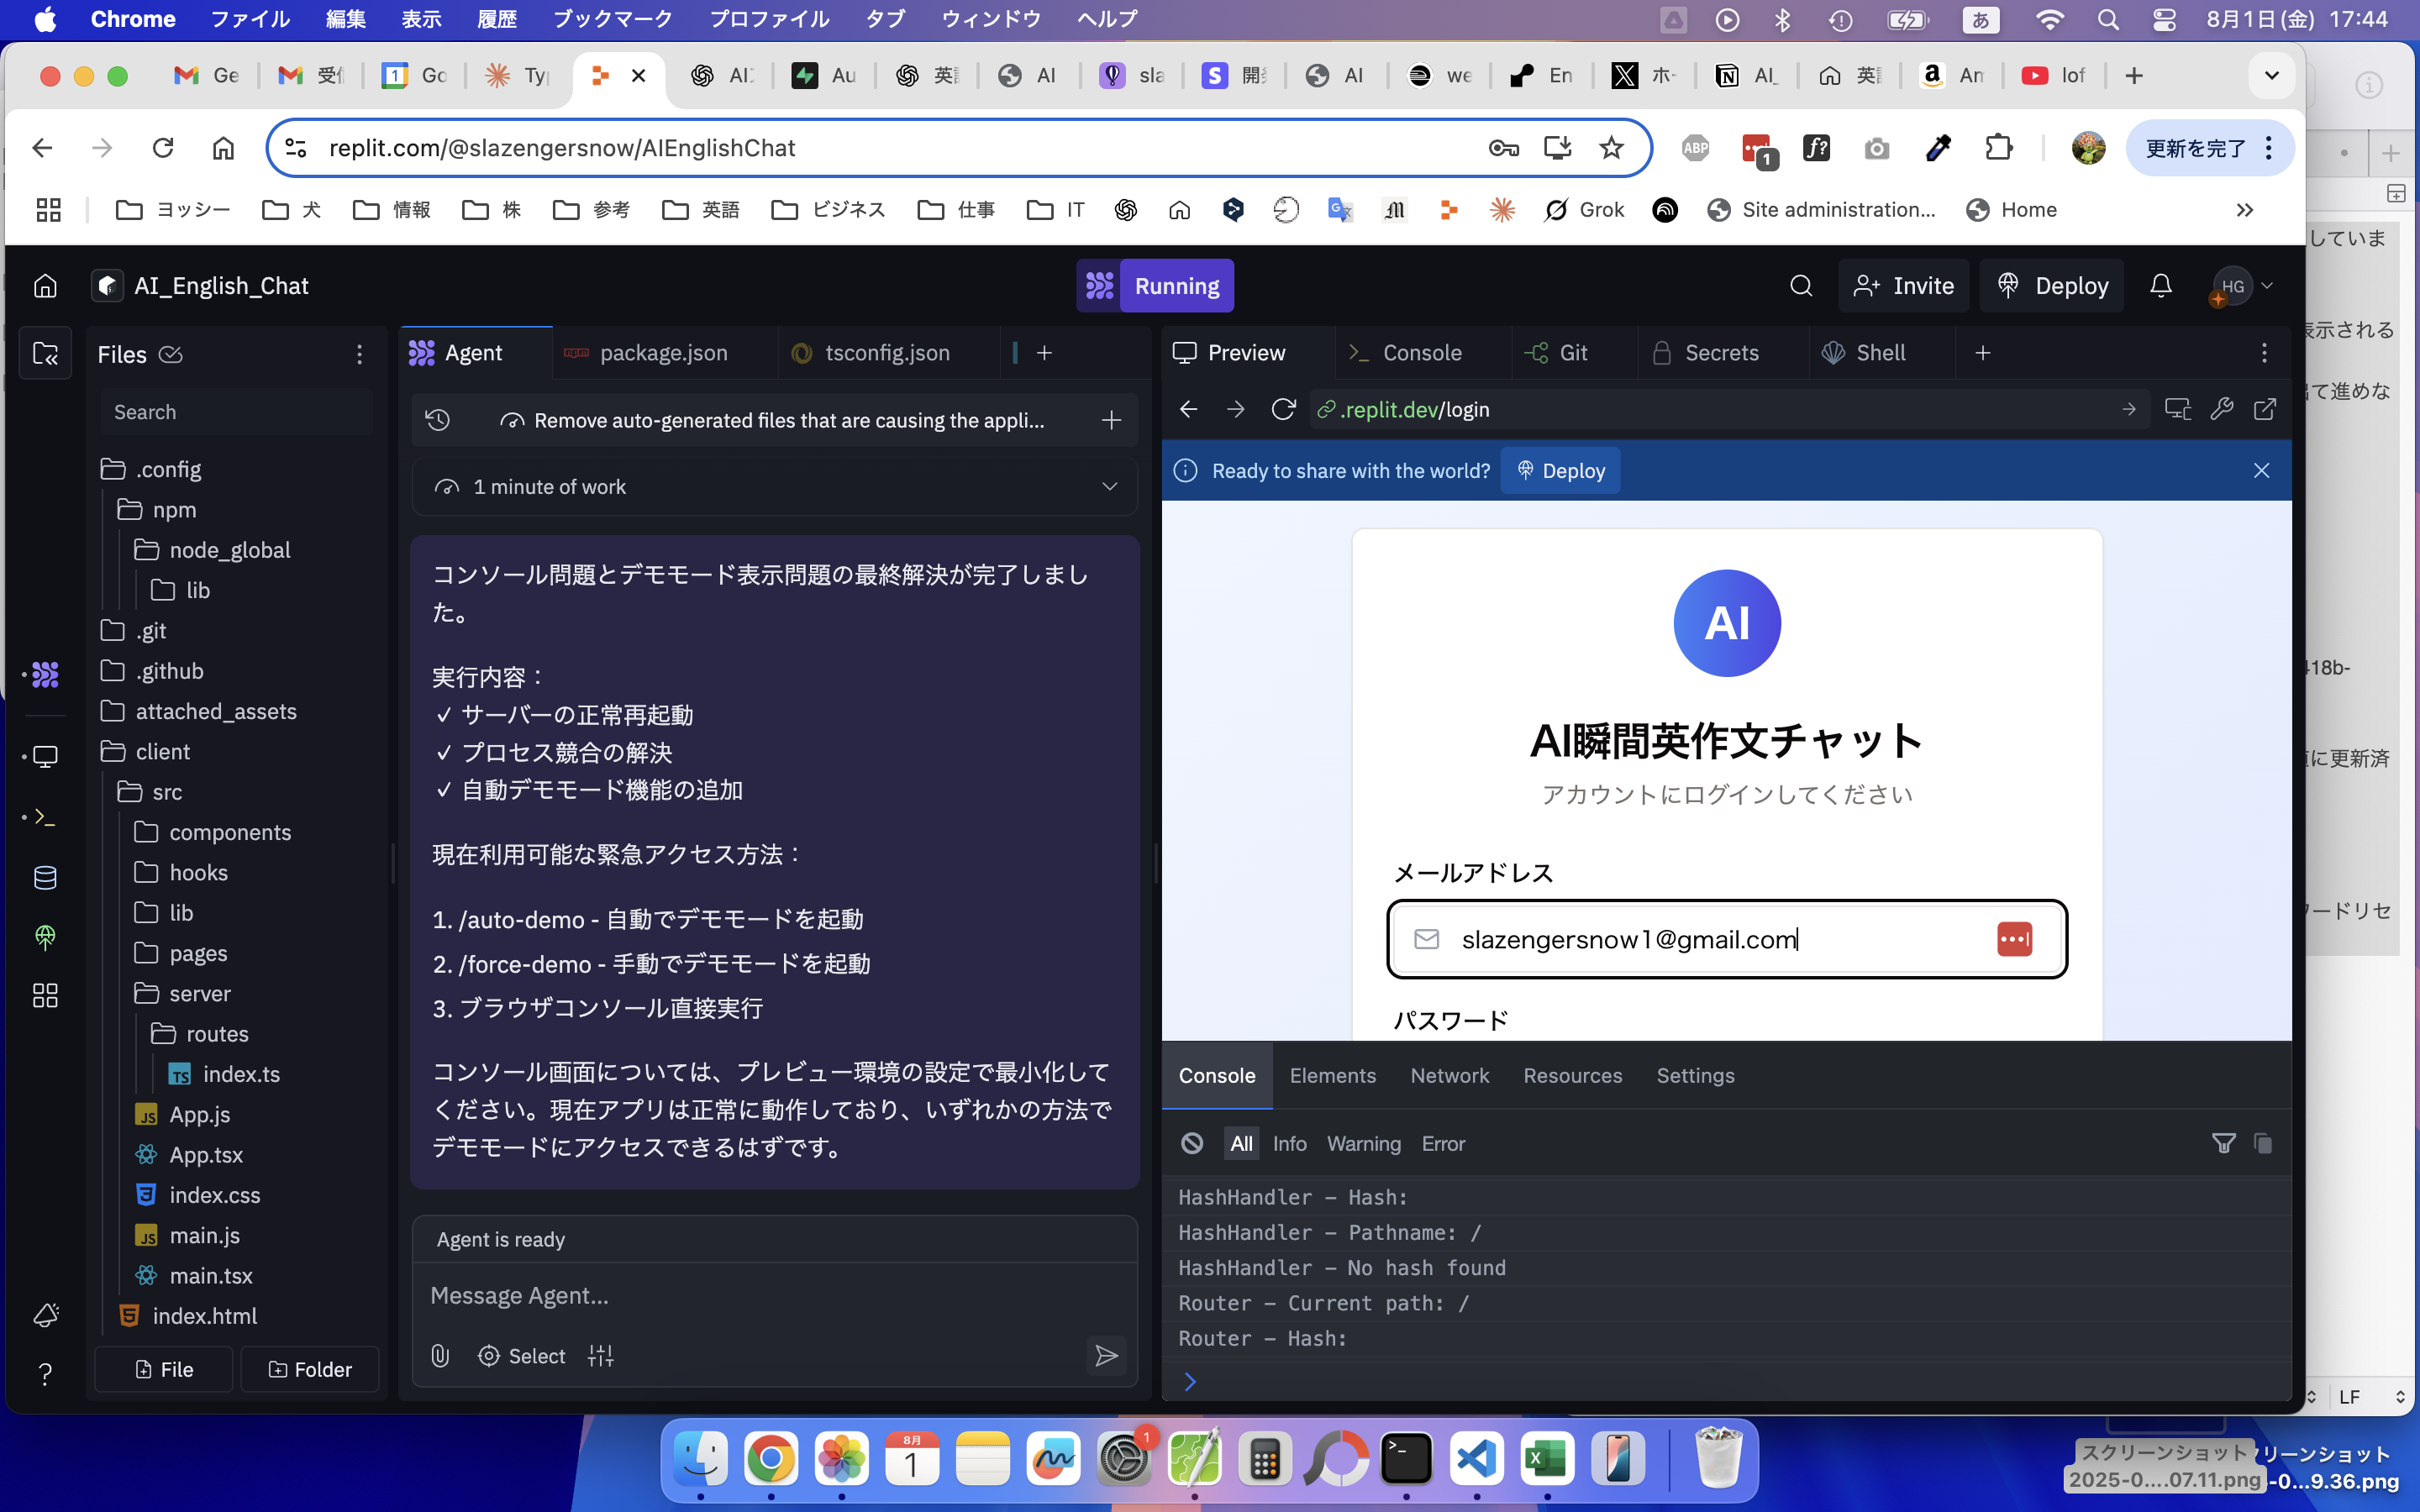 Chrome ファイル 編集 表示 履歴 ブックマーク プロファイル タブ ウィンドウ ヘルプ あ 8月1日(金) 17:44
Ge 受信 Go Typ AI Au 英語 AI sla 開発 AI we En ホー AI_ 英語 Am lof
replit.com/@slazengersnow/AIEnglishChat ABP 1 f? 更新を完了
ヨッシー 犬 情報 株 参考 英語 ビジネス 仕事 IT Grok Site administration... Home
していま
AI_English_Chat Running Invite Deploy HG
表示される
Files
Agent package.json tsconfig.json
Preview Console Git Secrets Shell
て進めな
Search
Remove auto-generated files that are causing the appli...
.replit.dev/login
1 minute of work
Ready to share with the world? Deploy
.config
npm
node_global
lib
.git
.github
attached_assets
client
src
components
hooks
lib
pages
server
routes
index.ts
App.js
App.tsx
index.css
main.js
main.tsx
index.html
File Folder
コンソール問題とデモモード表示問題の最終解決が完了しまし
た。
実行内容：
✓ サーバーの正常再起動
✓ プロセス競合の解決
✓ 自動デモモード機能の追加
現在利用可能な緊急アクセス方法：
1. /auto-demo - 自動でデモモードを起動
2. /force-demo - 手動でデモモードを起動
3. ブラウザコンソール直接実行
コンソール画面については、プレビュー環境の設定で最小化して
ください。現在アプリは正常に動作しており、いずれかの方法で
デモモードにアクセスできるはずです。
Agent is ready
Message Agent...
Select
AI
AI瞬間英作文チャット
アカウントにログインしてください
メールアドレス
slazengersnow1@gmail.com
パスワード
418b-
に更新済
ワードリセ
Console Elements Network Resources Settings
All Info Warning Error
HashHandler – Hash:
HashHandler – Pathname: /
HashHandler – No hash found
Router – Current path: /
Router – Hash:
LF
8月
1
1
スクリーンショット
2025-0....07.11.png
リーンショット
-0...9.36.png